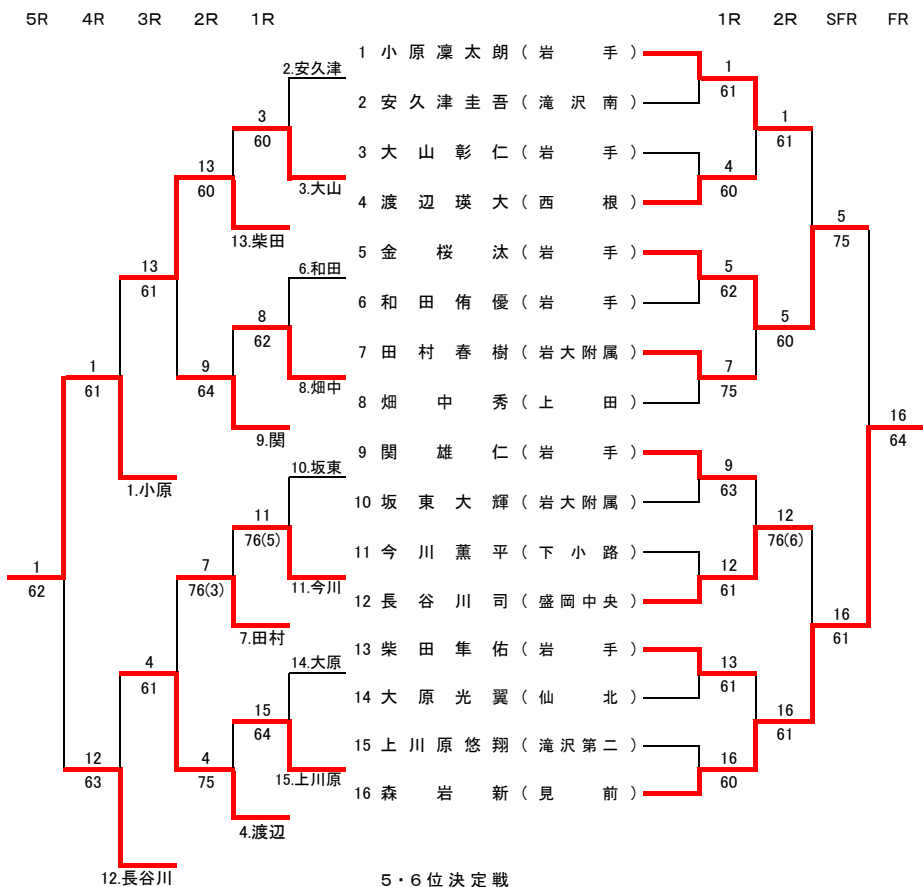 5R 4R 3R 2R 1R 1R 2R SFR FR
1 小原凜太朗（岩手）
2 安久津圭吾（滝沢南）
3 大山彰仁（岩手）
4 渡辺瑛大（西根）
5 金桜汰（岩手）
6 和田侑優（岩手）
7 田村春樹（岩大附属）
8 畑中秀（上田）
9 関雄仁（岩手）
10 坂東大輝（岩大附属）
11 今川薫平（下小路）
12 長谷川司（盛岡中央）
13 柴田隼佑（岩手）
14 大原光翼（仙北）
15 上川原悠翔（滝沢第二）
16 森岩新（見前）
2.安久津
3
60
3.大山
13
60
13.柴田
6.和田
13
61
8
62
8.畑中
9
64
9.関
1
61
1.小原
10.坂東
11
76(5)
11.今川
7
76(3)
7.田村
1
62
14.大原
4
61
15
64
15.上川原
4
75
4.渡辺
12
63
12.長谷川
1
61
4
60
1
61
5
62
7
75
5
60
5
75
9
63
12
61
12
76(6)
13
61
16
60
16
61
16
61
16
64
5・6位決定戦